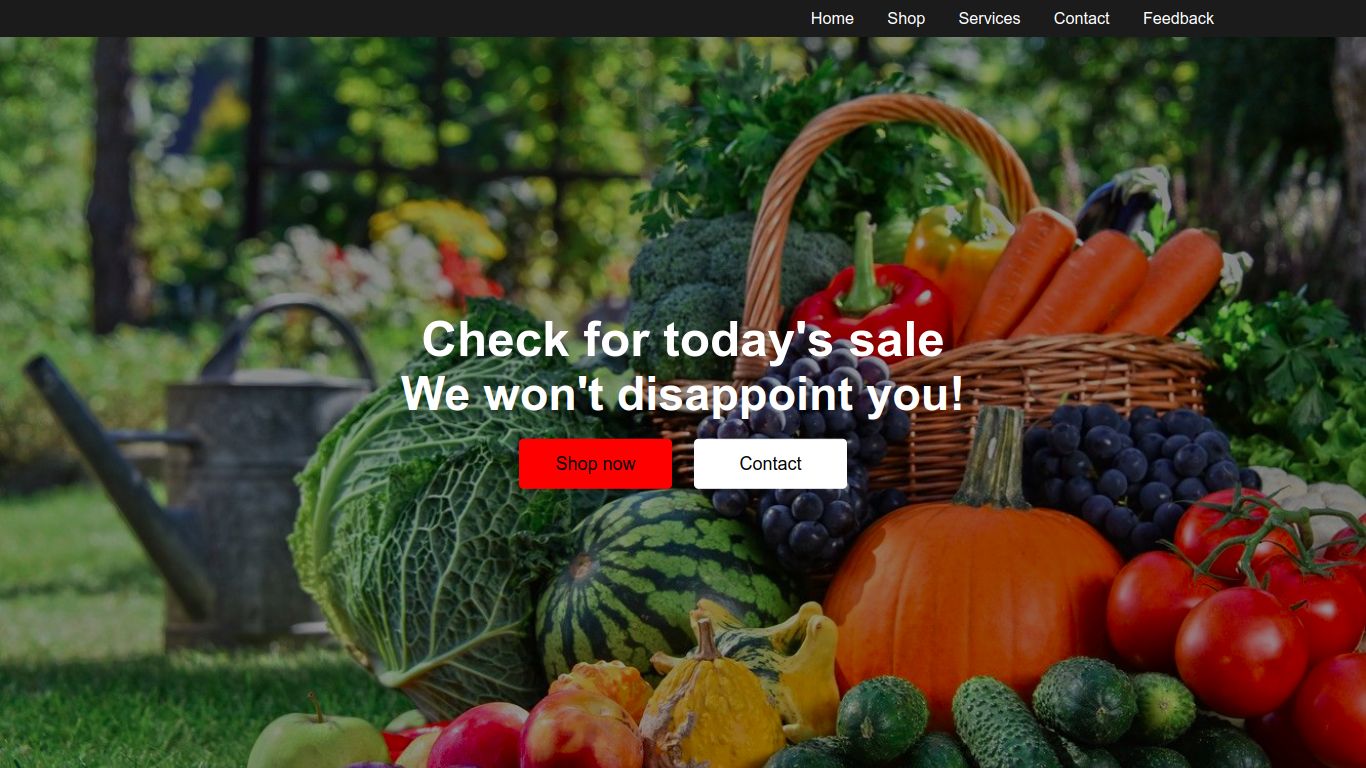 Home Shop Services Contact Feedback
Check for today's sale
We won't disappoint you!
Shop now Contact